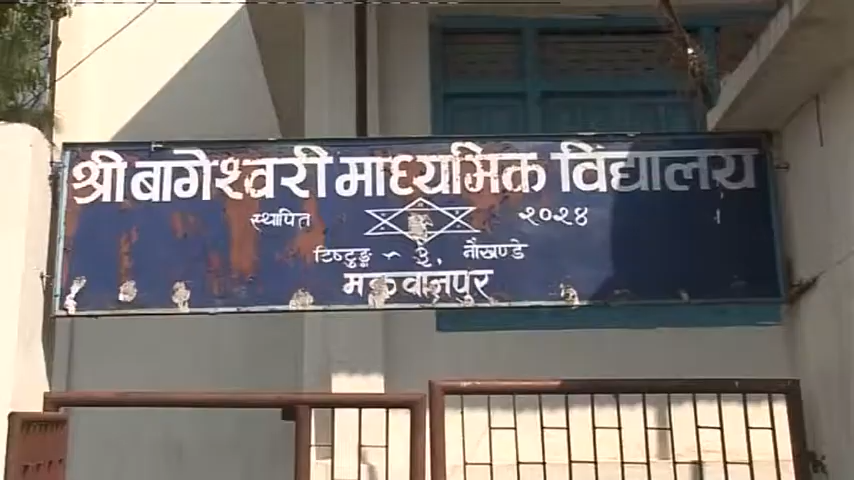 श्री बागेश्वरी माध्यमिक विद्यालय
स्थापित २०२४
टिष्टुङ्ग - ३, नौखण्डे
मकवानपुर